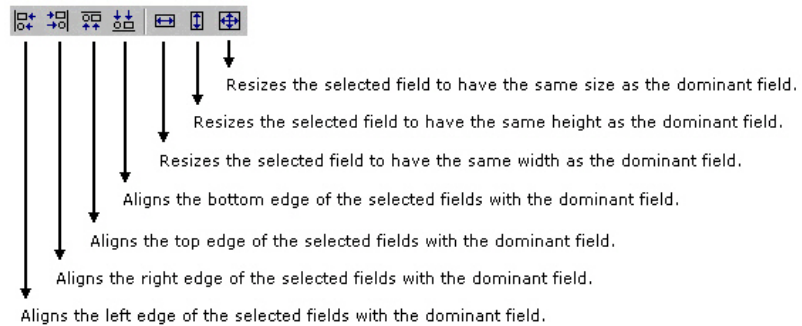 Resizes the selected field to have the same size as the dominant field.
Resizes the selected field to have the same height as the dominant field.
Resizes the selected field to have the same width as the dominant field.
Aligns the bottom edge of the selected fields with the dominant field.
Aligns the top edge of the selected fields with the dominant field.
Aligns the right edge of the selected fields with the dominant field.
Aligns the left edge of the selected fields with the dominant field.